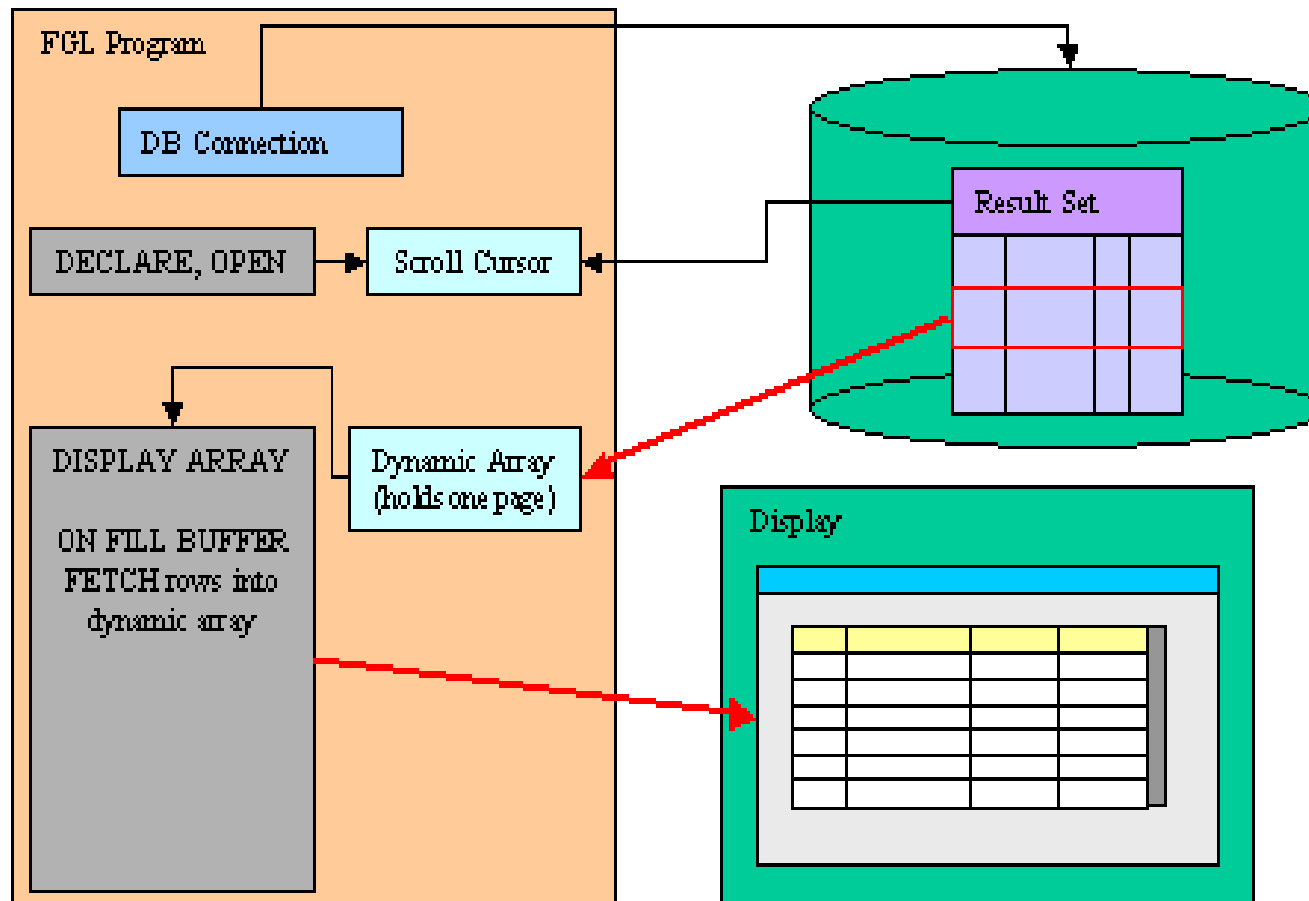 FGL Program
DB Connection
Result Set
DECLARE, OPEN
Scroll Cursor
DISPLAY ARRAY
ON FILL BUFFER
FETCH rows into
dynamic array
Dynamic Array
(holds one page)
Display